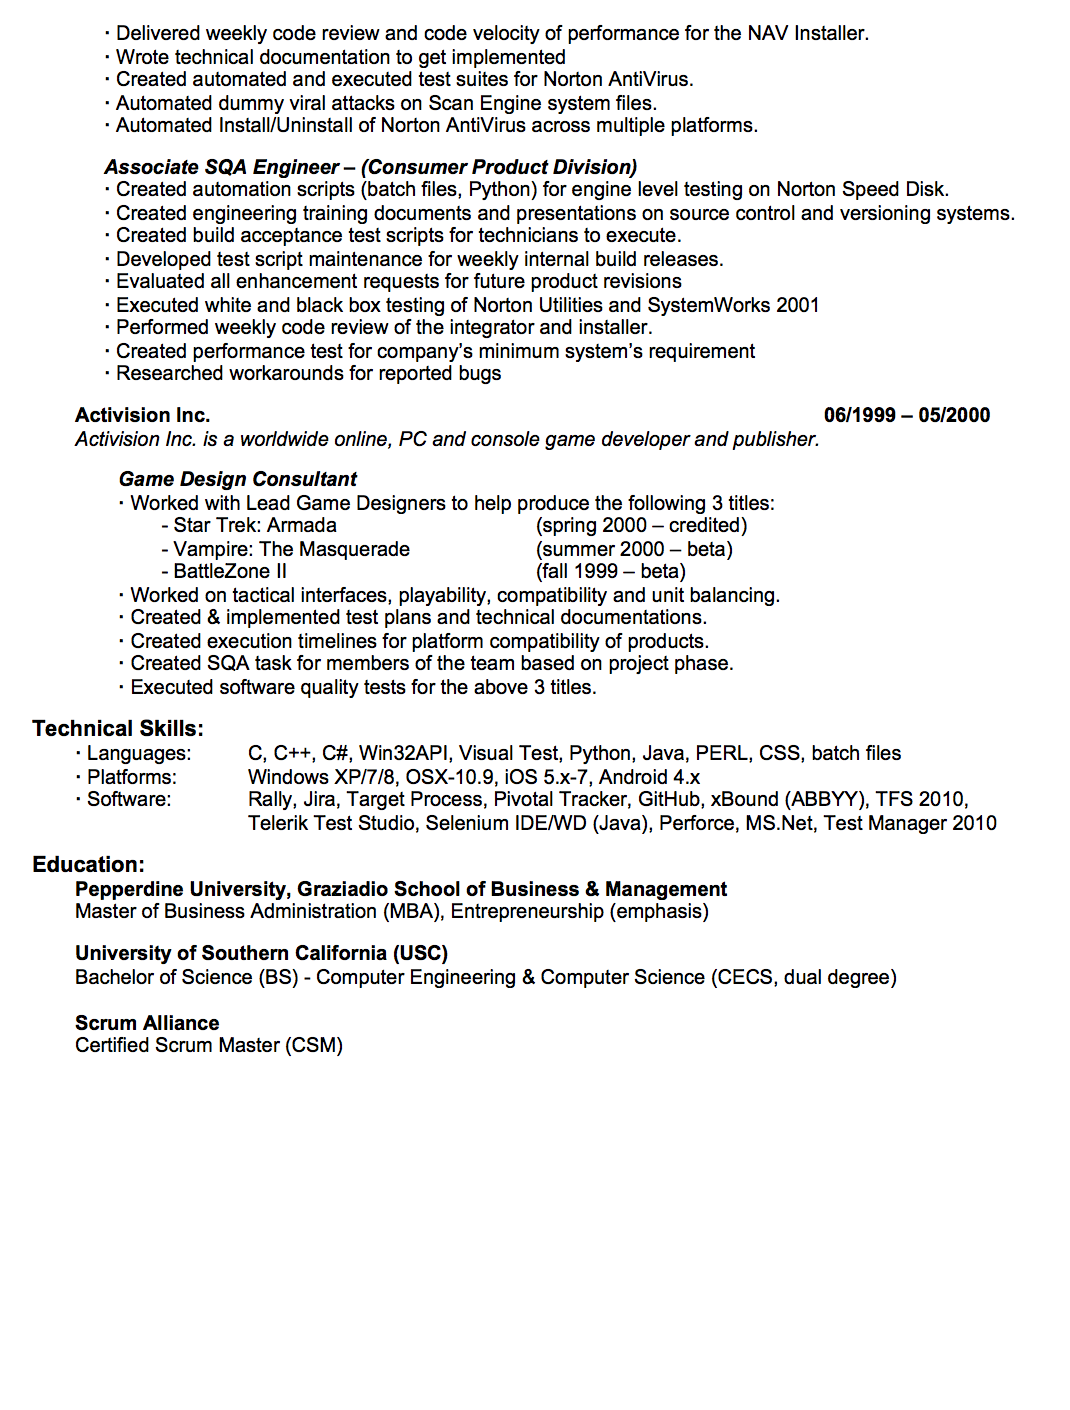 · Delivered weekly code review and code velocity of performance for the NAV Installer.
· Wrote technical documentation to get implemented
· Created automated and executed test suites for Norton AntiVirus.
· Automated dummy viral attacks on Scan Engine system files.
· Automated Install/Uninstall of Norton AntiVirus across multiple platforms.
Associate SQA Engineer – (Consumer Product Division)
· Created automation scripts (batch files, Python) for engine level testing on Norton Speed Disk.
· Created engineering training documents and presentations on source control and versioning systems.
· Created build acceptance test scripts for technicians to execute.
· Developed test script maintenance for weekly internal build releases.
· Evaluated all enhancement requests for future product revisions
· Executed white and black box testing of Norton Utilities and SystemWorks 2001
· Performed weekly code review of the integrator and installer.
· Created performance test for company’s minimum system’s requirement
· Researched workarounds for reported bugs
Activision Inc. 06/1999 – 05/2000
Activision Inc. is a worldwide online, PC and console game developer and publisher.
Game Design Consultant
· Worked with Lead Game Designers to help produce the following 3 titles:
- Star Trek: Armada (spring 2000 – credited)
- Vampire: The Masquerade (summer 2000 – beta)
- BattleZone II (fall 1999 – beta)
· Worked on tactical interfaces, playability, compatibility and unit balancing.
· Created & implemented test plans and technical documentations.
· Created execution timelines for platform compatibility of products.
· Created SQA task for members of the team based on project phase.
· Executed software quality tests for the above 3 titles.
Technical Skills:
· Languages: C, C++, C#, Win32API, Visual Test, Python, Java, PERL, CSS, batch files
· Platforms: Windows XP/7/8, OSX-10.9, iOS 5.x-7, Android 4.x
· Software: Rally, Jira, Target Process, Pivotal Tracker, GitHub, xBound (ABBYY), TFS 2010,
Telerik Test Studio, Selenium IDE/WD (Java), Perforce, MS.Net, Test Manager 2010
Education:
Pepperdine University, Graziadio School of Business & Management
Master of Business Administration (MBA), Entrepreneurship (emphasis)
University of Southern California (USC)
Bachelor of Science (BS) - Computer Engineering & Computer Science (CECS, dual degree)
Scrum Alliance
Certified Scrum Master (CSM)